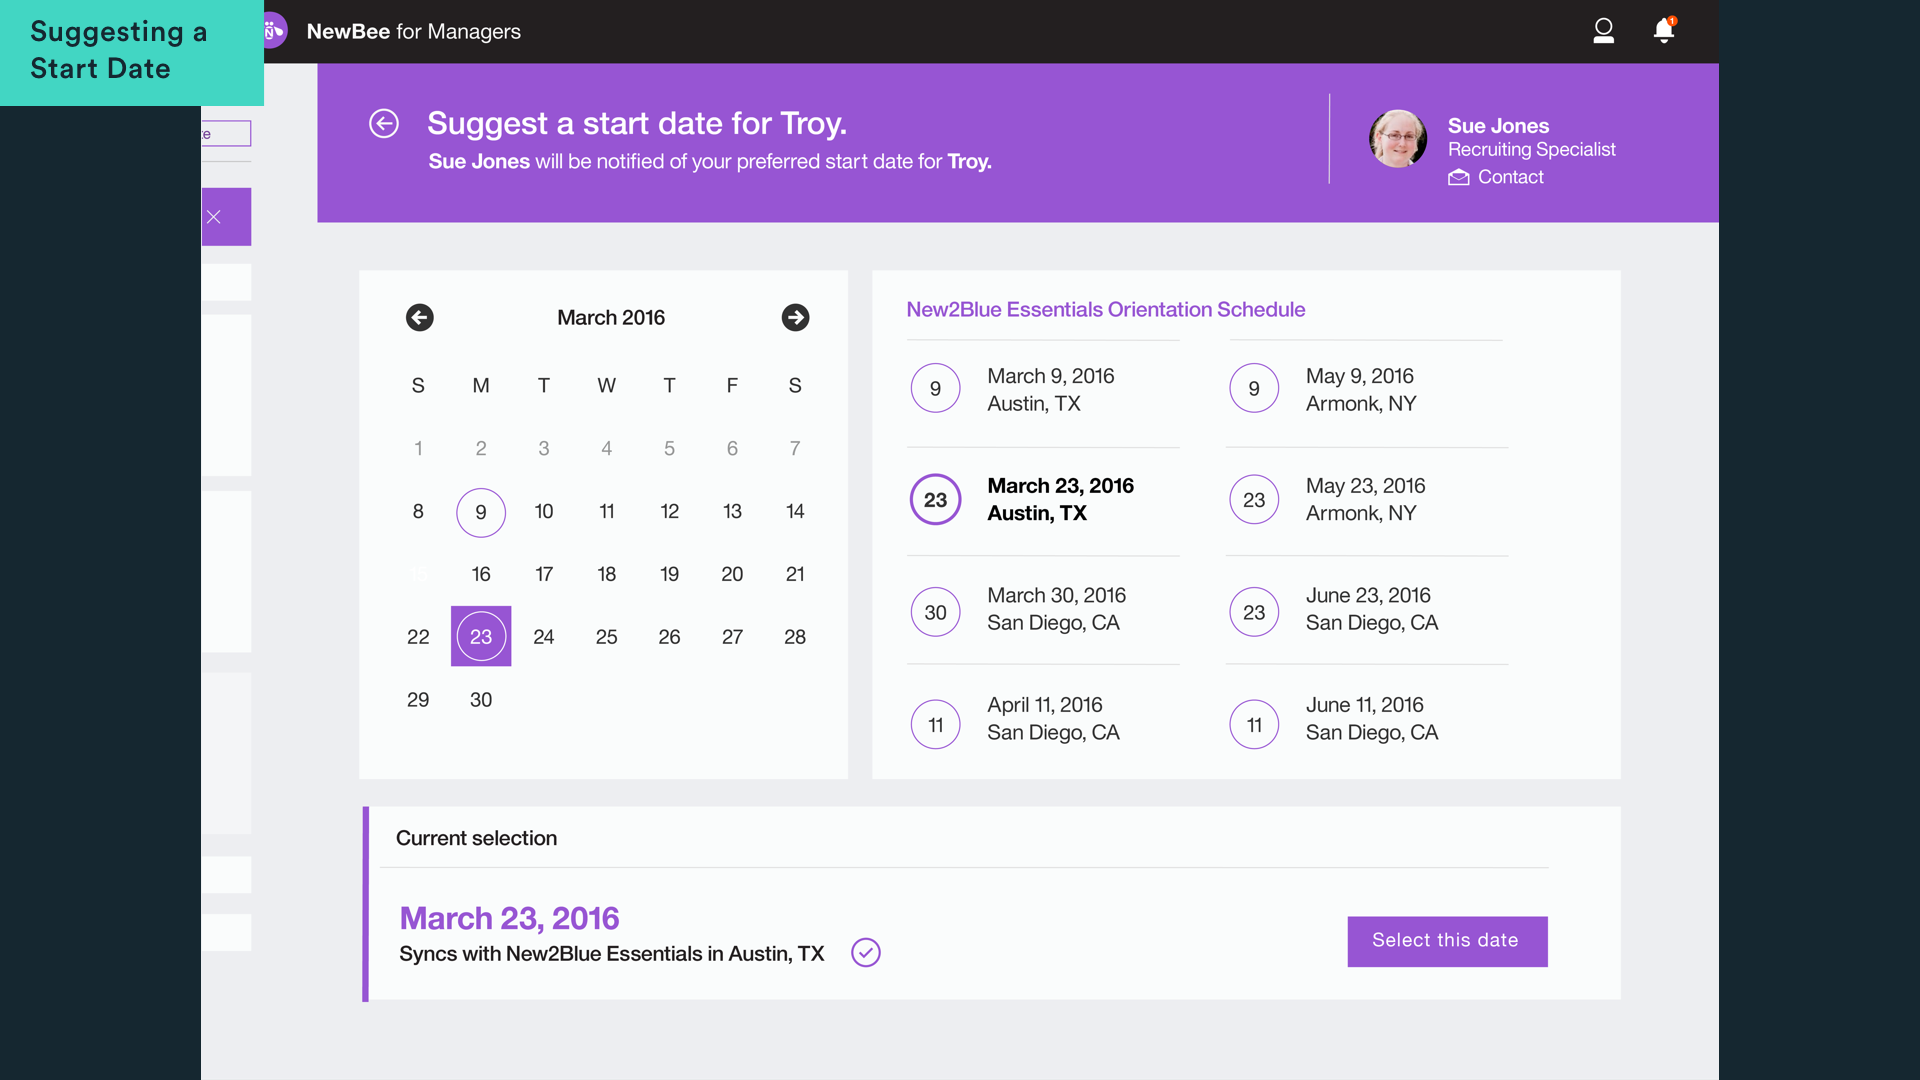 Suggesting a
Start Date
NewBee for Managers
1
Suggest a start date for Troy.
Sue Jones will be notified of your preferred start date for Troy.
Sue Jones
Recruiting Specialist
Contact
March 2016
S M T W T F S
1 2 3 4 5 6 7
8 9 10 11 12 13 14
15 16 17 18 19 20 21
22 23 24 25 26 27 28
29 30
New2Blue Essentials Orientation Schedule
9
March 9, 2016
Austin, TX
9
May 9, 2016
Armonk, NY
23
March 23, 2016
Austin, TX
23
May 23, 2016
Armonk, NY
30
March 30, 2016
San Diego, CA
23
June 23, 2016
San Diego, CA
11
April 11, 2016
San Diego, CA
11
June 11, 2016
San Diego, CA
Current selection
March 23, 2016
Syncs with New2Blue Essentials in Austin, TX
Select this date